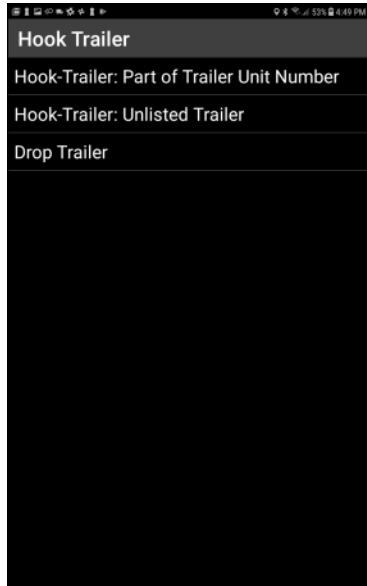 53% 4:49 PM
Hook Trailer
Hook-Trailer: Part of Trailer Unit Number
Hook-Trailer: Unlisted Trailer
Drop Trailer